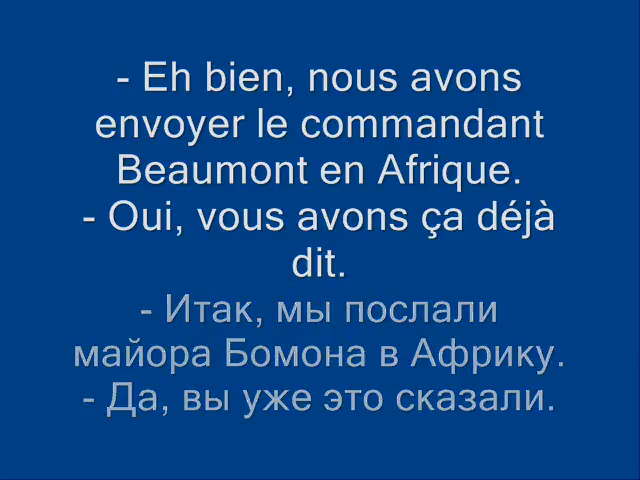 - Eh bien, nous avons
envoyer le commandant
Beaumont en Afrique.
- Oui, vous avons ça déjà
dit.
- Итак, мы послали
майора Бомона в Африку.
- Да, вы уже это сказали.